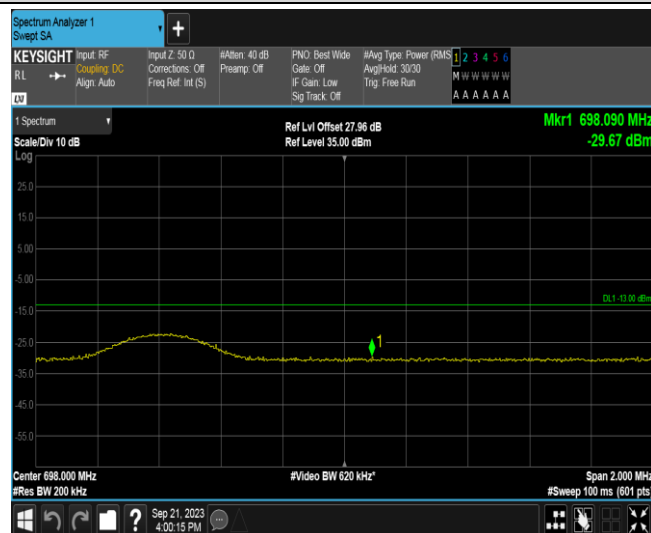 Spectrum Analyzer 1
Swept SA
+
KEYSIGHT
RL
LXI
Input: RF
Coupling: DC
Align: Auto
Input Z: 50 Ω
Corrections: Off
Freq Ref: Int (S)
#Atten: 40 dB
Preamp: Off
PNO: Best Wide
Gate: Off
IF Gain: Low
Sig Track: Off
#Avg Type: Power (RMS
Avg|Hold: 30/30
Trig: Free Run
1 2 3 4 5 6
M W W W W W
A A A A A A
1 Spectrum
Scale/Div 10 dB
Log
Ref Lvl Offset 27.96 dB
Ref Level 35.00 dBm
Mkr1 698.090 MHz
-29.67 dBm
25.0
15.0
5.00
-5.00
DL1 -13.00 dBm
-15.0
1
-25.0
-35.0
-45.0
-55.0
Center 698.000 MHz
#Video BW 620 kHz*
Span 2.000 MHz
#Res BW 200 kHz
#Sweep 100 ms (601 pts)
?
Sep 21, 2023
4:00:15 PM